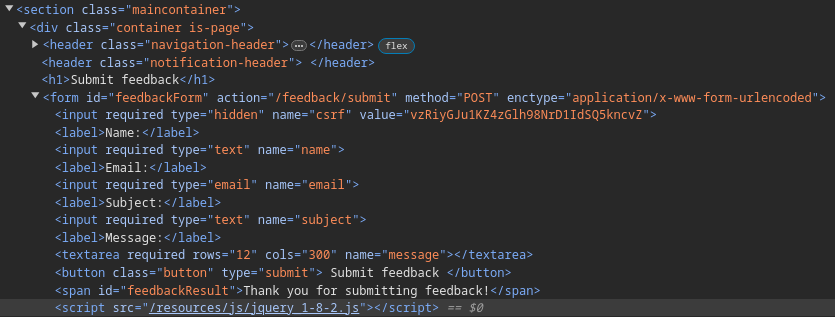 <section class="maincontainer">
<div class="container is-page">
<header class="navigation-header">…</header> flex
<header class="notification-header"> </header>
<h1>Submit feedback</h1>
<form id="feedbackForm" action="/feedback/submit" method="POST" enctype="application/x-www-form-urlencoded">
<input required type="hidden" name="csrf" value="vzRiyGJu1KZ4zGlh98NrD1IdSQ5kncvZ">
<label>Name:</label>
<input required type="text" name="name">
<label>Email:</label>
<input required type="email" name="email">
<label>Subject:</label>
<input required type="text" name="subject">
<label>Message:</label>
<textarea required rows="12" cols="300" name="message"></textarea>
<button class="button" type="submit"> Submit feedback </button>
<span id="feedbackResult">Thank you for submitting feedback!</span>
<script src="/resources/js/jquery_1-8-2.js"></script> == $0